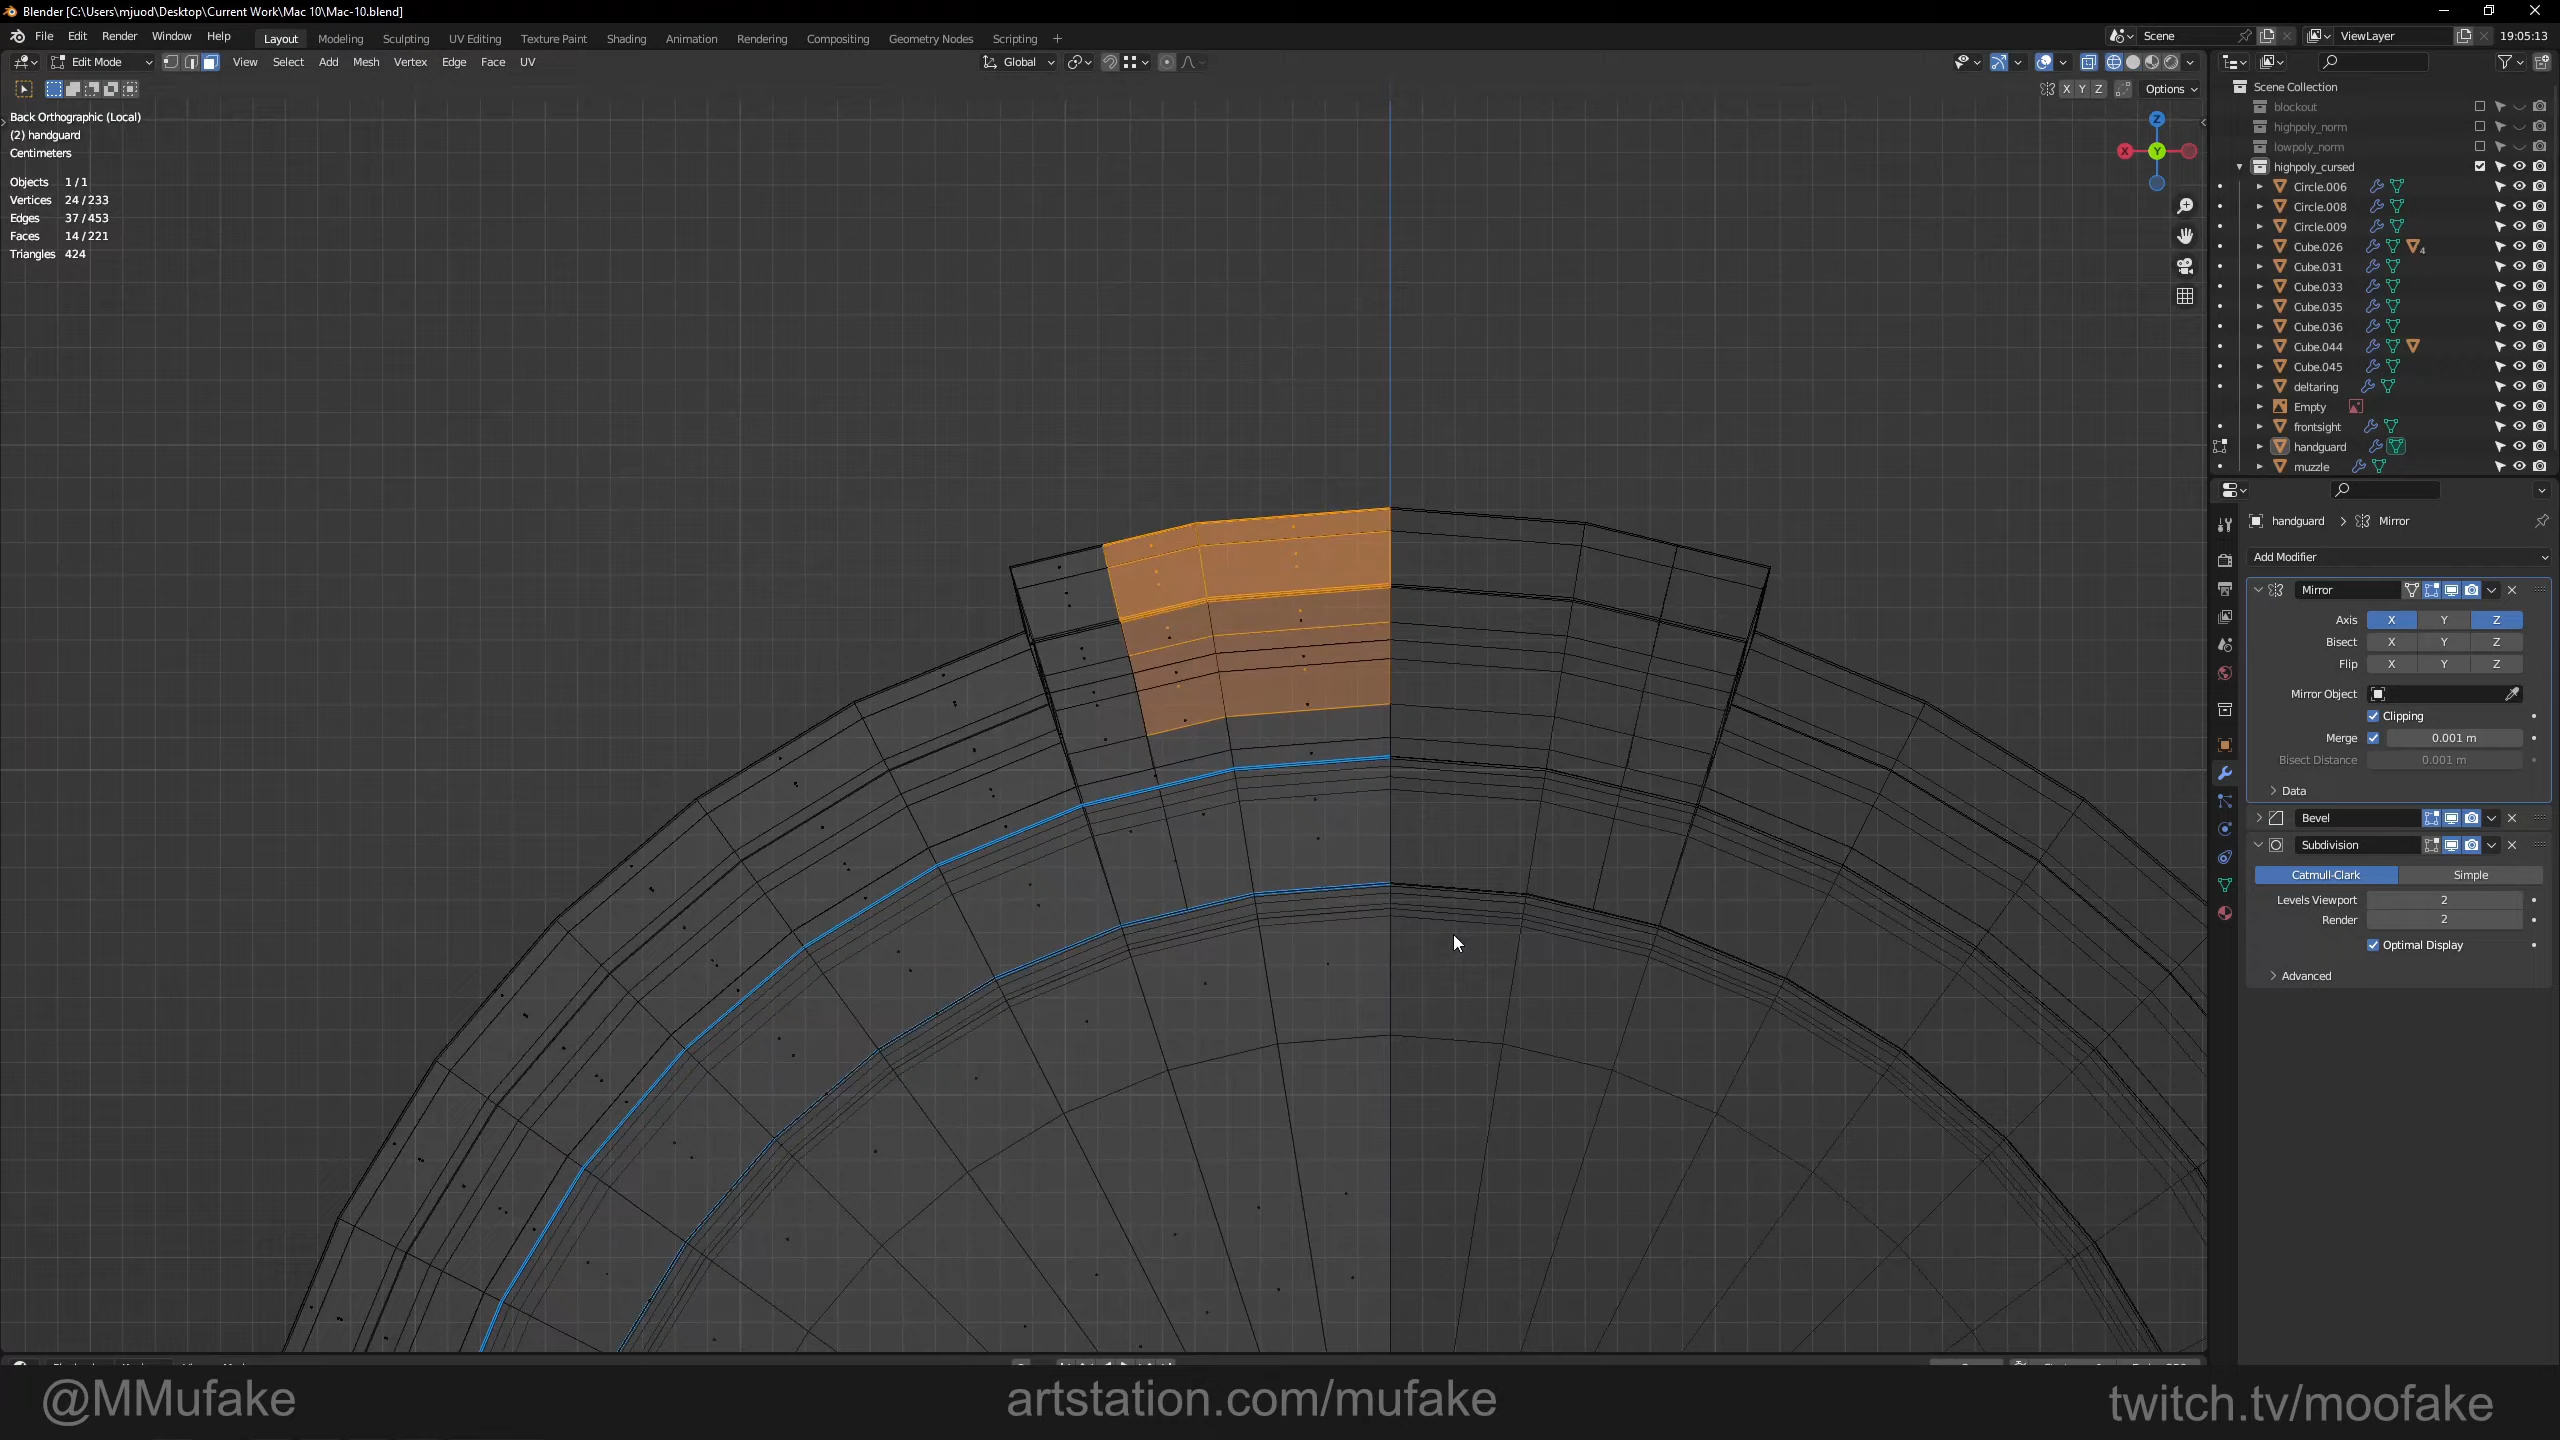 Blender [C:\Users\mjuod\Desktop\Current Work\Mac 10\Mac-10.blend]
File Edit Render Window Help Layout Modeling Sculpting UV Editing Texture Paint Shading Animation Rendering Compositing Geometry Nodes Scripting + Scene ViewLayer 19:05:13
Edit Mode View Select Add Mesh Vertex Edge Face UV Global
X Y Z Options
Back Orthographic (Local)
(2) handguard
Centimeters
Objects 1 / 1
Vertices 24 / 233
Edges 37 / 453
Faces 14 / 221
Triangles 424
Z
X Y
Scene Collection
blockout
highpoly_norm
lowpoly_norm
highpoly_cursed
Circle.006
Circle.008
Circle.009
Cube.026 4
Cube.031
Cube.033
Cube.035
Cube.036
Cube.044
Cube.045
deltaring
Empty
frontsight
handguard
muzzle
handguard > Mirror
Add Modifier
Mirror
Axis X Y Z
Bisect X Y Z
Flip X Y Z
Mirror Object
Clipping
Merge 0.001 m
Bisect Distance 0.001 m
Data
Bevel
Subdivision
Catmull-Clark Simple
Levels Viewport 2
Render 2
Optimal Display
Advanced
@MMufake artstation.com/mufake twitch.tv/moofake